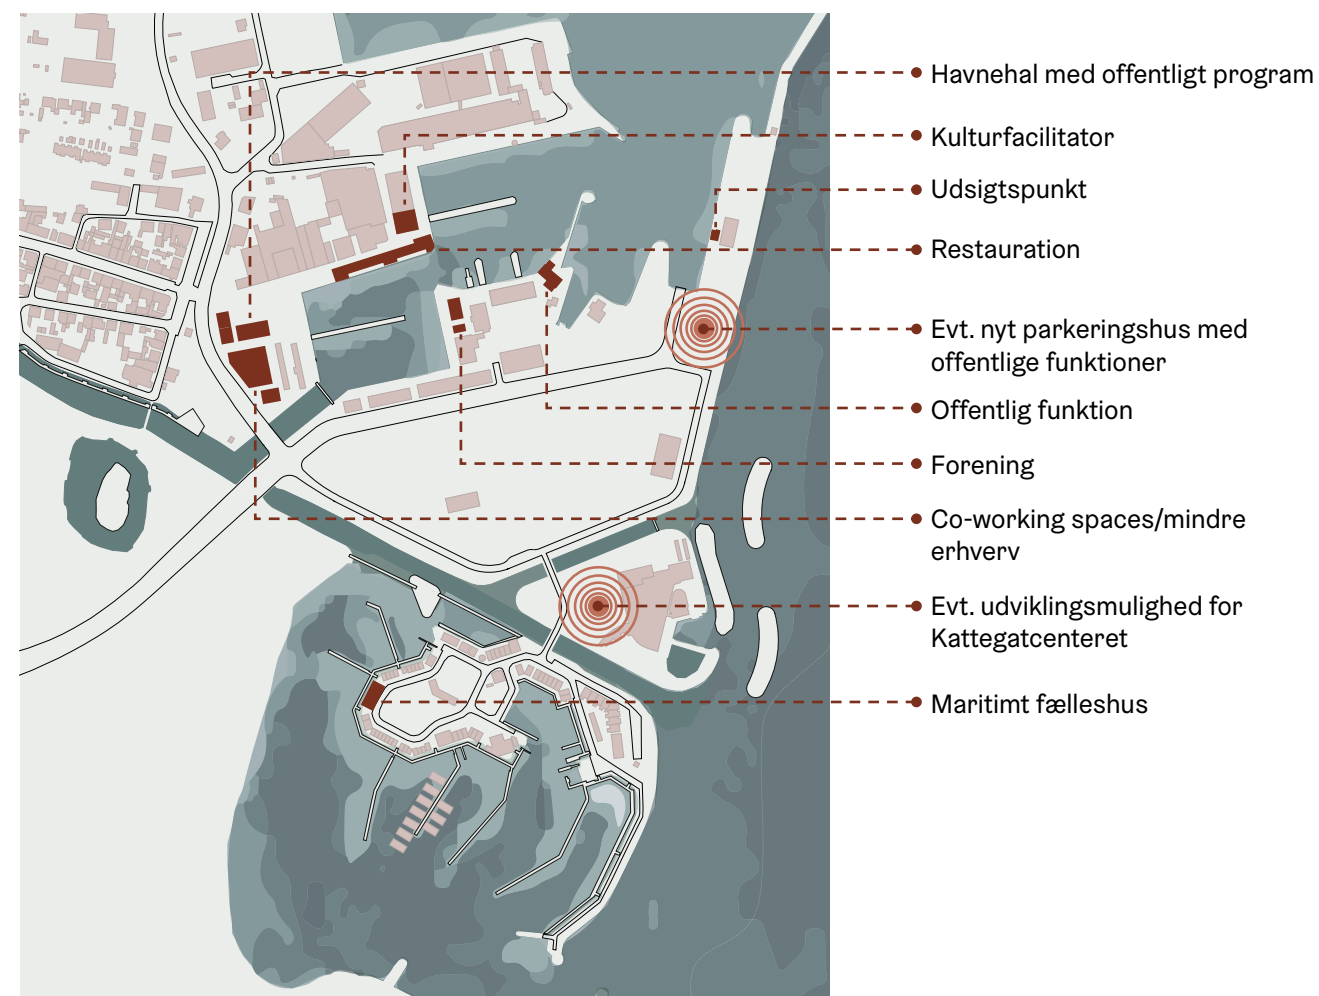 Havnehal med offentligt program
Kulturfacilitator
Udsigtspunkt
Restauration
Evt. nyt parkeringshus med
offentlige funktioner
Offentlig funktion
Forening
Co-working spaces/mindre
erhverv
Evt. udviklingsmulighed for
Kattegatcenteret
Maritimt fælleshus